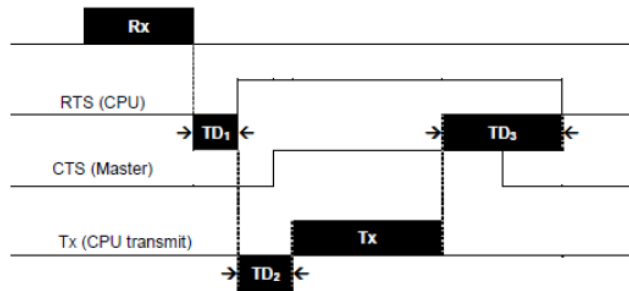 Rx
RTS (CPU)
TD₁
TD₃
CTS (Master)
Tx (CPU transmit)
Tx
TD₂